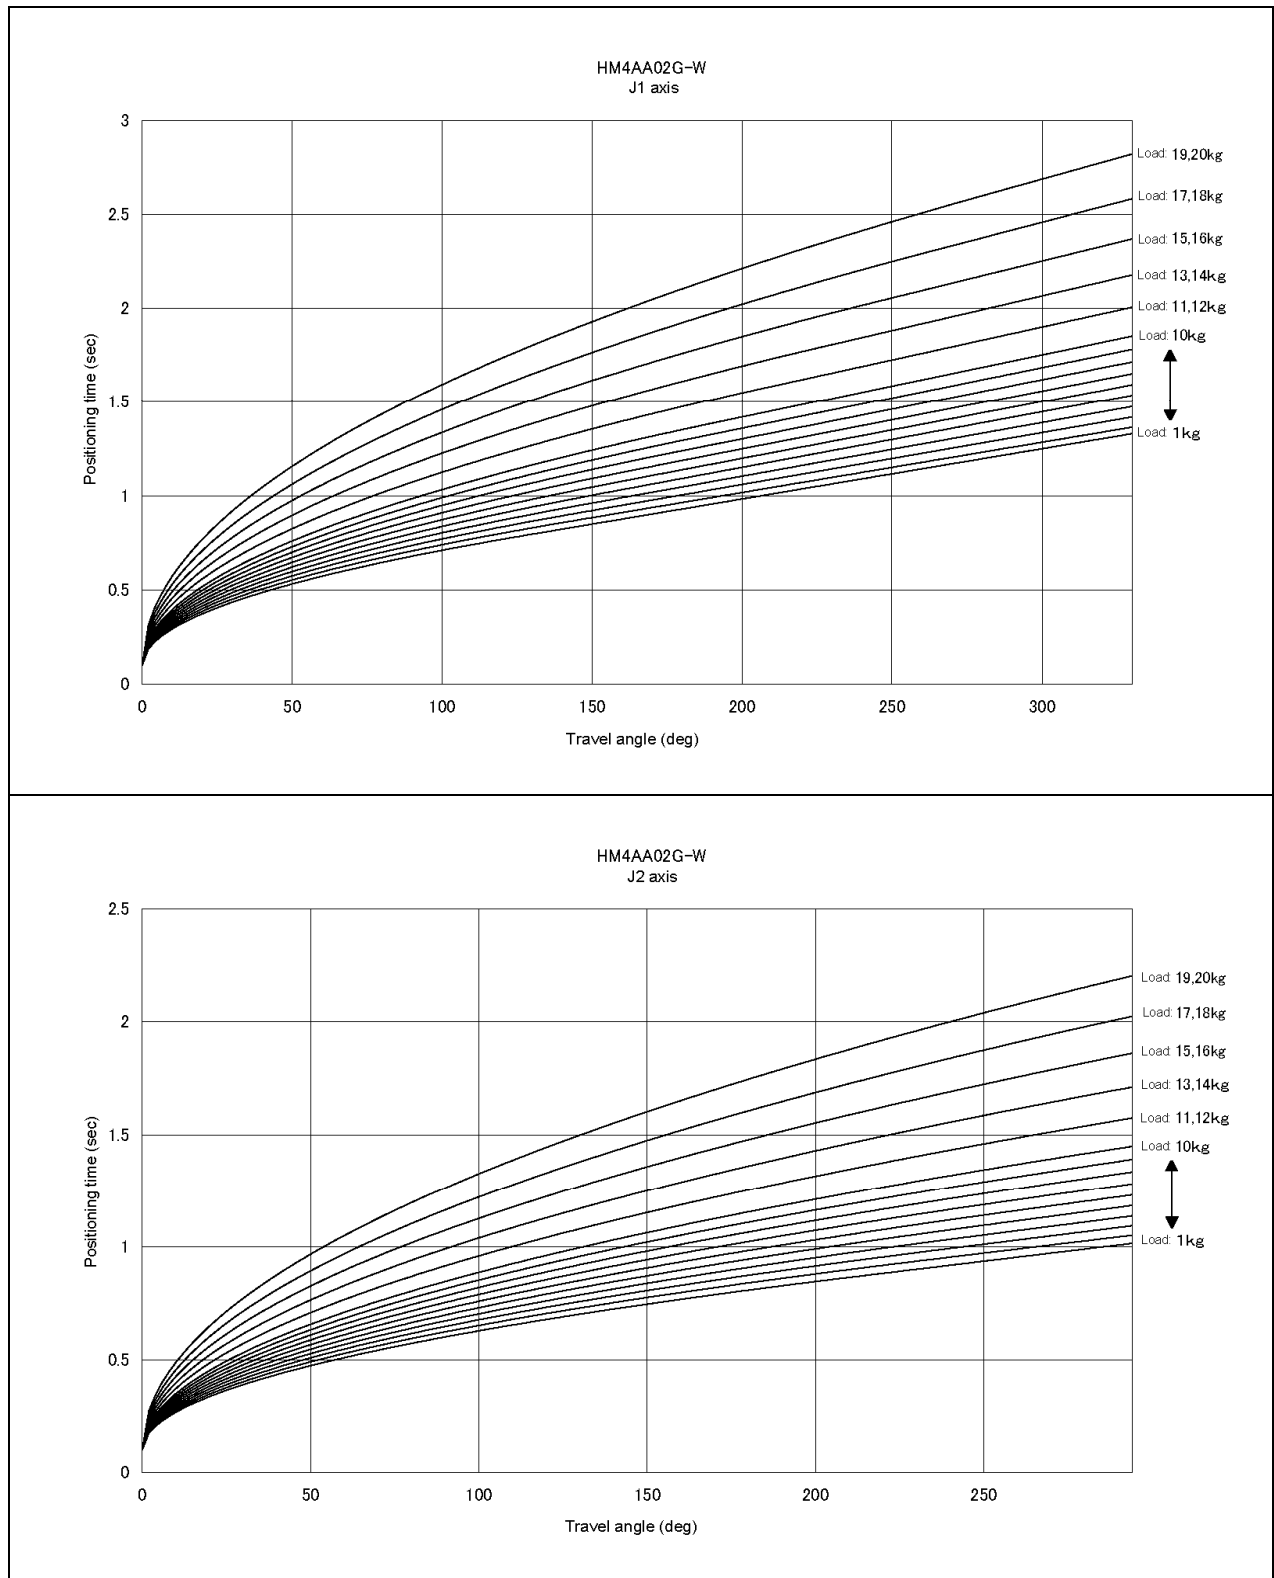 HM4AA02G-W
J1 axis
3
2.5
2
1.5
1
0.5
0
Positioning time (sec)
Load: 19,20kg
Load: 17,18kg
Load: 15,16kg
Load: 13,14kg
Load: 11,12kg
Load: 10kg
Load: 1kg
0 50 100 150 200 250 300
Travel angle (deg)
HM4AA02G-W
J2 axis
2.5
2
1.5
1
0.5
0
Positioning time (sec)
Load: 19,20kg
Load: 17,18kg
Load: 15,16kg
Load: 13,14kg
Load: 11,12kg
Load: 10kg
Load: 1kg
0 50 100 150 200 250
Travel angle (deg)